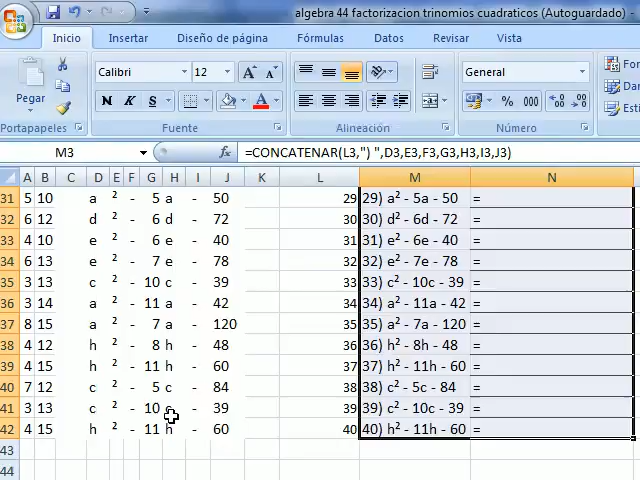 algebra 44 factorizacion trinomios cuadraticos (Autoguardado) -
Inicio Insertar Diseño de página Fórmulas Datos Revisar Vista
Pegar Calibri 12 General
N K S % 000
Portapapeles Fuente Alineación Número
M3 fx =CONCATENAR(L3,") ",D3,E3,F3,G3,H3,I3,J3)
A B C D E F G H I J K L M N
31 5 10 a ² - 5 a - 50 29 29) a² - 5a - 50 =
32 6 12 d ² - 6 d - 72 30 30) d² - 6d - 72 =
33 4 10 e ² - 6 e - 40 31 31) e² - 6e - 40 =
34 6 13 e ² - 7 e - 78 32 32) e² - 7e - 78 =
35 3 13 c ² - 10 c - 39 33 33) c² - 10c - 39 =
36 3 14 a ² - 11 a - 42 34 34) a² - 11a - 42 =
37 8 15 a ² - 7 a - 120 35 35) a² - 7a - 120 =
38 4 12 h ² - 8 h - 48 36 36) h² - 8h - 48 =
39 4 15 h ² - 11 h - 60 37 37) h² - 11h - 60 =
40 7 12 c ² - 5 c - 84 38 38) c² - 5c - 84 =
41 3 13 c ² - 10 - 39 39 39) c² - 10c - 39 =
42 4 15 h ² - 11 h - 60 40 40) h² - 11h - 60 =
43
44